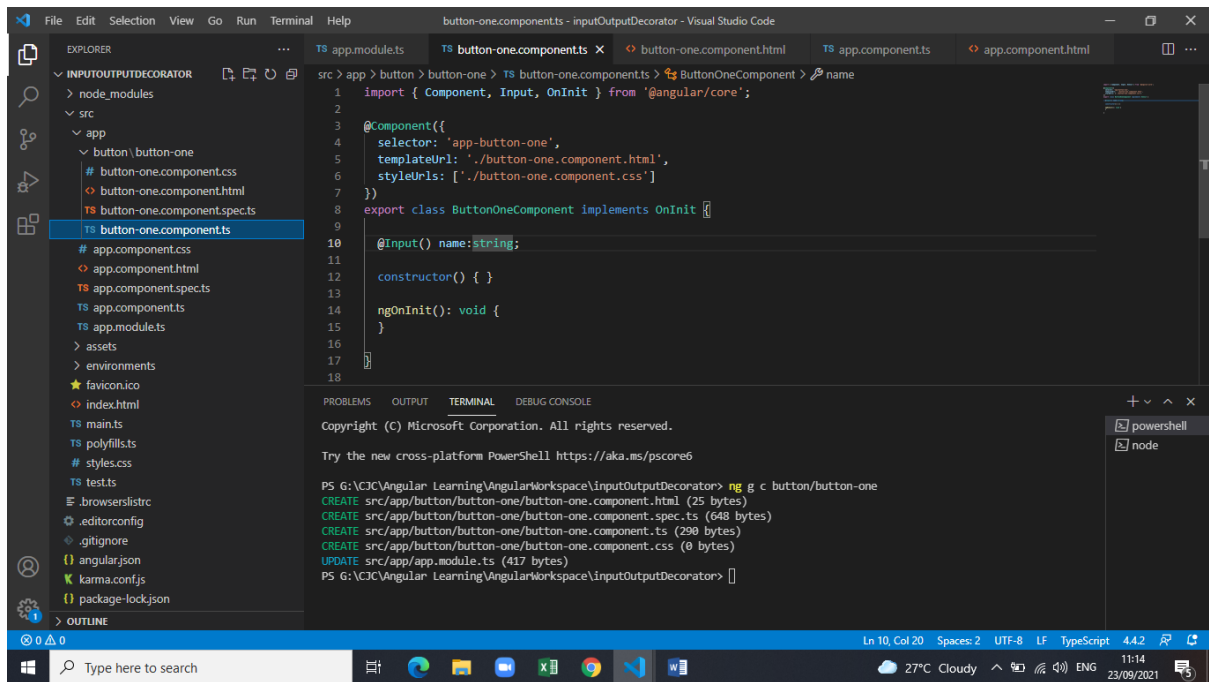 File Edit Selection View Go Run Terminal Help button-one.component.ts - inputOutputDecorator - Visual Studio Code
EXPLORER
INPUTOUTPUTDECORATOR
node_modules
src
app
button\button-one
# button-one.component.css
<> button-one.component.html
TS button-one.component.spec.ts
TS button-one.component.ts
# app.component.css
<> app.component.html
TS app.component.spec.ts
TS app.component.ts
TS app.module.ts
assets
environments
favicon.ico
<> index.html
TS main.ts
TS polyfills.ts
# styles.css
TS test.ts
.browserslistrc
.editorconfig
.gitignore
{} angular.json
K karma.conf.js
{} package-lock.json
OUTLINE
TS app.module.ts TS button-one.component.ts <> button-one.component.html TS app.component.ts <> app.component.html
src > app > button > button-one > TS button-one.component.ts > ButtonOneComponent > name
1 import { Component, Input, OnInit } from '@angular/core';
2
3 @Component({
4 selector: 'app-button-one',
5 templateUrl: './button-one.component.html',
6 styleUrls: ['./button-one.component.css']
7 })
8 export class ButtonOneComponent implements OnInit {
9
10 @Input() name:string;
11
12 constructor() { }
13
14 ngOnInit(): void {
15 }
16
17 }
18
PROBLEMS OUTPUT TERMINAL DEBUG CONSOLE
Copyright (C) Microsoft Corporation. All rights reserved.
Try the new cross-platform PowerShell https://aka.ms/pscore6
PS G:\CJC\Angular Learning\AngularWorkspace\inputOutputDecorator> ng g c button/button-one
CREATE src/app/button/button-one/button-one.component.html (25 bytes)
CREATE src/app/button/button-one/button-one.component.spec.ts (648 bytes)
CREATE src/app/button/button-one/button-one.component.ts (290 bytes)
CREATE src/app/button/button-one/button-one.component.css (0 bytes)
UPDATE src/app/app.module.ts (417 bytes)
PS G:\CJC\Angular Learning\AngularWorkspace\inputOutputDecorator>
powershell
node
1
0 0 Ln 10, Col 20 Spaces: 2 UTF-8 LF TypeScript 4.4.2
Type here to search 27°C Cloudy ENG 11:14
23/09/2021 5